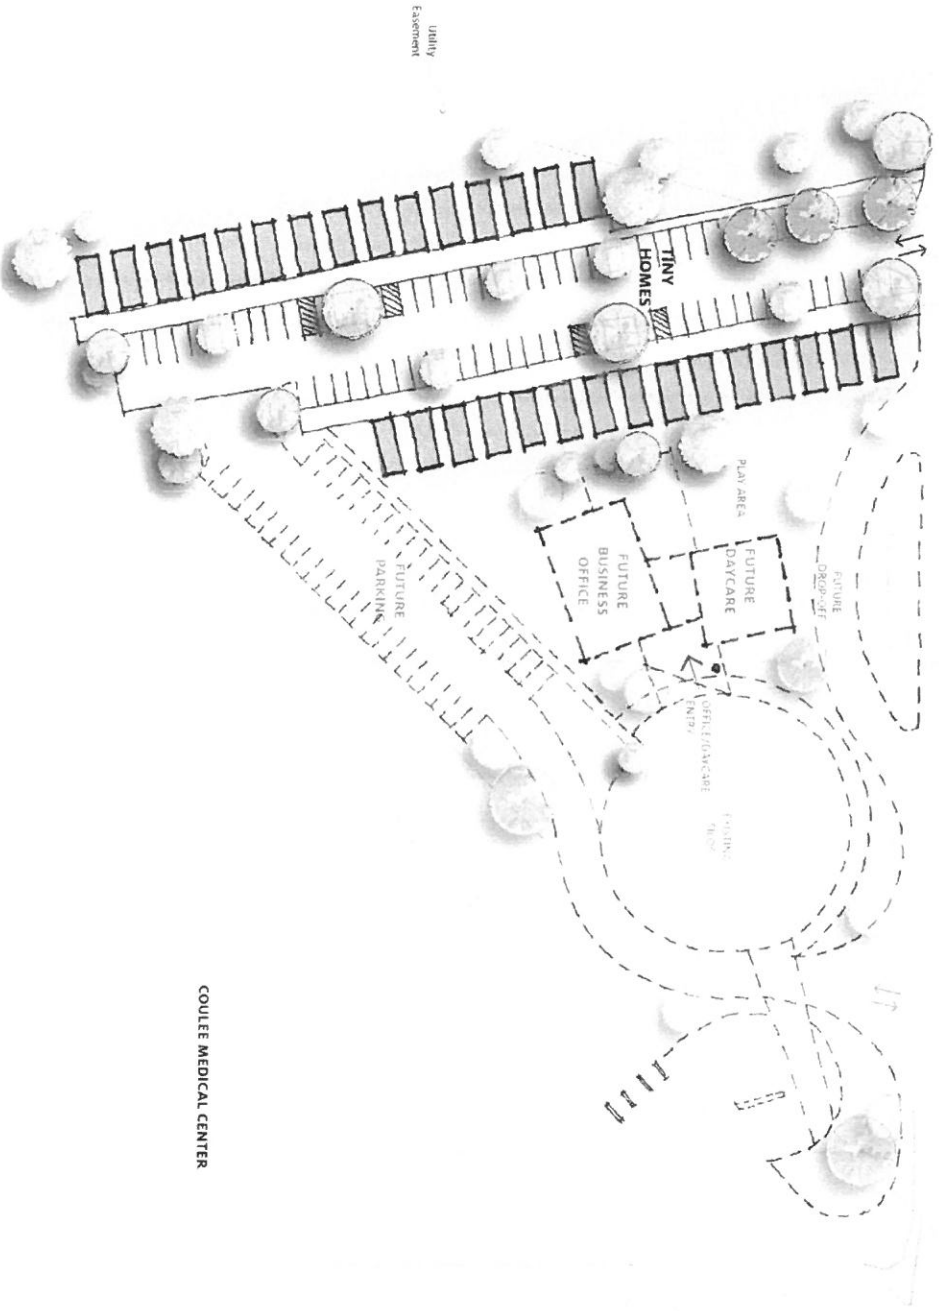 Utility
Easement
TINY
HOMES
PLAY AREA
FUTURE
DAYCARE
FUTURE
DROP-OFF
FUTURE
BUSINESS
OFFICE
FUTURE
PARKING
OFFICE/DAYCARE
ENTRY
EXISTING
COULEE MEDICAL CENTER